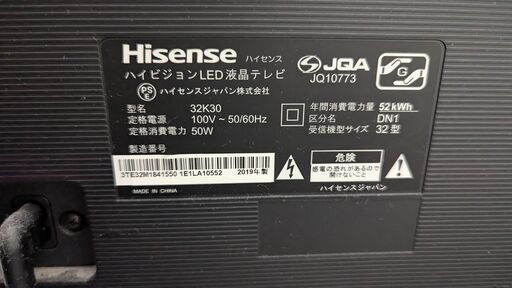 Hisense ハイセンス
JQA
JQ10773
G
ハイビジョンLED液晶テレビ
PS
E
ハイセンスジャパン株式会社
型名 32K30
定格電源 100V ~ 50/60Hz
定格消費電力 50W
製造番号
年間消費電力量 52kWh
区分名 DN1
受信機型サイズ 32型
3TE32M1841550 1E1LA10552 2019年製
MADE IN CHINA
危険
感電の恐れがあるので
開けないこと
ハイセンスジャパン